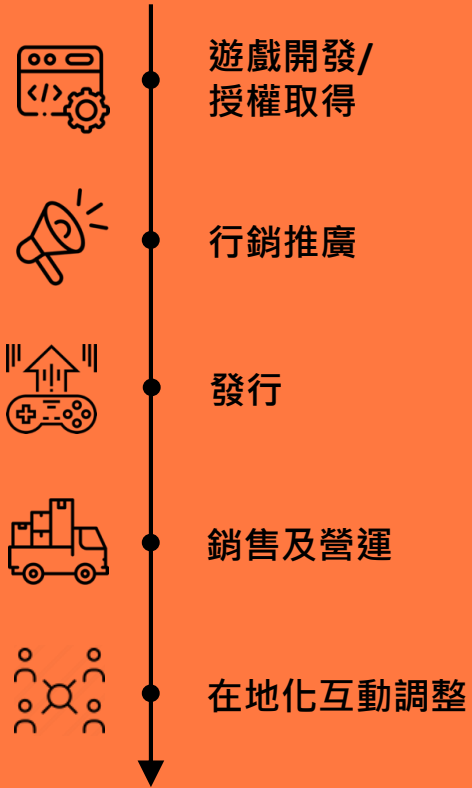 遊戲開發/
授權取得
行銷推廣
發行
銷售及營運
在地化互動調整